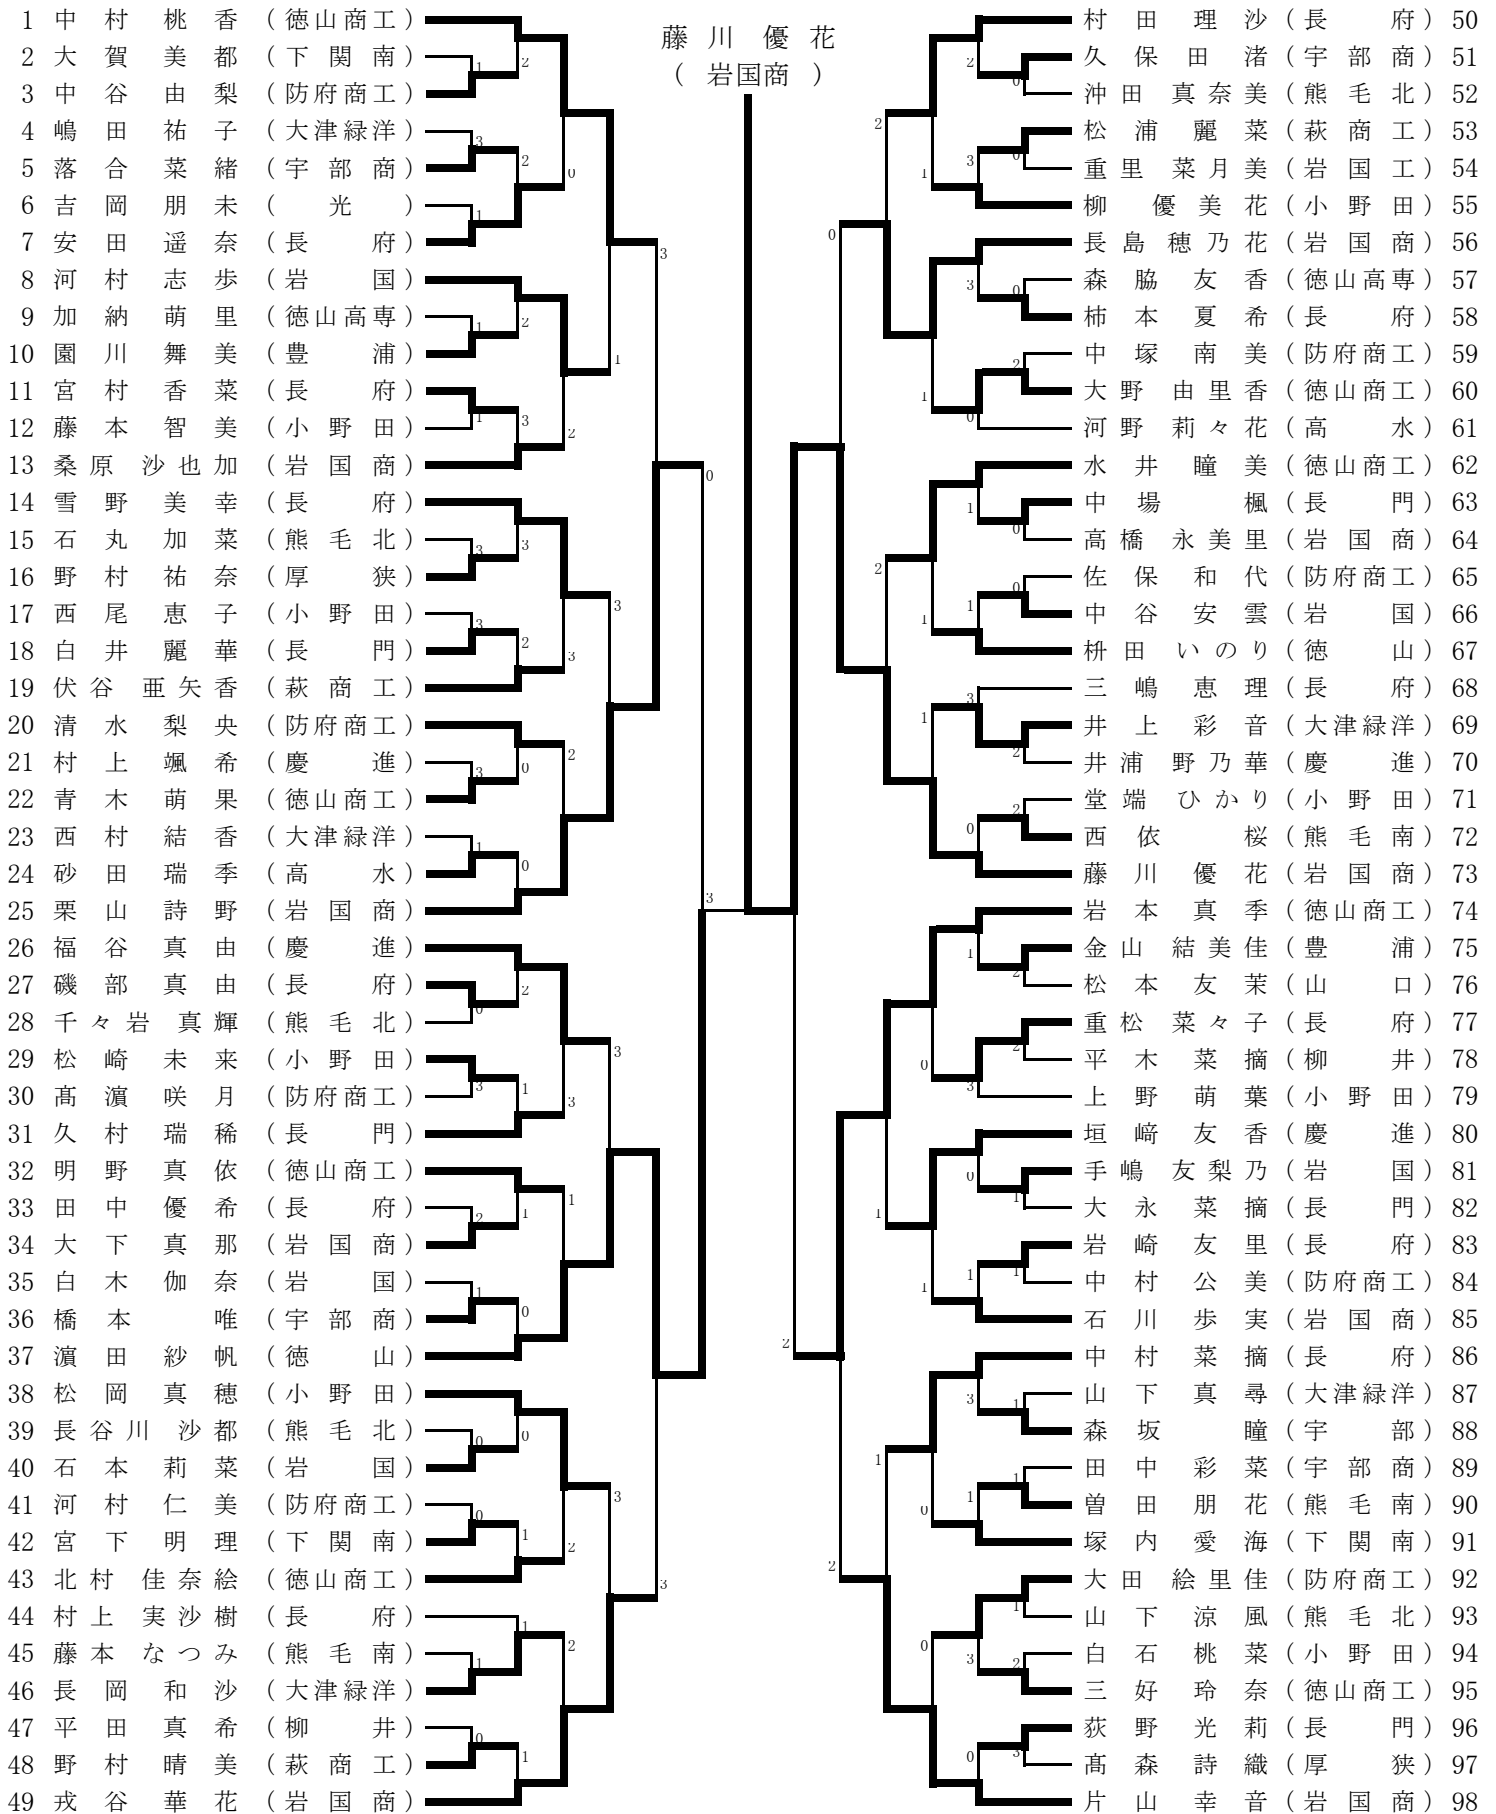 藤川優花
(岩国商)
1 中村桃香 (徳山商工)
2 大賀美都 (下関南)
3 中谷由梨 (防府商工)
4 嶋田祐子 (大津緑洋)
5 落合菜緒 (宇部商)
6 吉岡朋未 (光)
7 安田遥奈 (長府)
8 河村志歩 (岩国)
9 加納萌里 (徳山高専)
10 園川舞美 (豊浦)
11 宮村香菜 (長府)
12 藤本智美 (小野田)
13 桑原沙也加 (岩国商)
14 雪野美幸 (長府)
15 石丸加菜 (熊毛北)
16 野村祐奈 (厚狭)
17 西尾恵子 (小野田)
18 白井麗華 (長門)
19 伏谷亜矢香 (萩商工)
20 清水梨央 (防府商工)
21 村上颯希 (慶進)
22 青木萌果 (徳山商工)
23 西村結香 (大津緑洋)
24 砂田瑞季 (高水)
25 栗山詩野 (岩国商)
26 福谷真由 (慶進)
27 磯部真由 (長府)
28 千々岩真輝 (熊毛北)
29 松崎未来 (小野田)
30 髙濵咲月 (防府商工)
31 久村瑞稀 (長門)
32 明野真依 (徳山商工)
33 田中優希 (長府)
34 大下真那 (岩国商)
35 白木伽奈 (岩国)
36 橋本唯 (宇部商)
37 濵田紗帆 (徳山)
38 松岡真穂 (小野田)
39 長谷川沙都 (熊毛北)
40 石本莉菜 (岩国)
41 河村仁美 (防府商工)
42 宮下明理 (下関南)
43 北村佳奈絵 (徳山商工)
44 村上実沙樹 (長府)
45 藤本なつみ (熊毛南)
46 長岡和沙 (大津緑洋)
47 平田真希 (柳井)
48 野村晴美 (萩商工)
49 戎谷華花 (岩国商)
村田理沙 (長府) 50
久保田渚 (宇部商) 51
沖田真奈美 (熊毛北) 52
松浦麗菜 (萩商工) 53
重里菜月美 (岩国工) 54
柳優美花 (小野田) 55
長島穂乃花 (岩国商) 56
森脇友香 (徳山高専) 57
柿本夏希 (長府) 58
中塚南美 (防府商工) 59
大野由里香 (徳山商工) 60
河野莉々花 (高水) 61
水井瞳美 (徳山商工) 62
中場楓 (長門) 63
高橋永美里 (岩国商) 64
佐保和代 (防府商工) 65
中谷安雲 (岩国) 66
枡田いのり (徳山) 67
三嶋恵理 (長府) 68
井上彩音 (大津緑洋) 69
井浦野乃華 (慶進) 70
堂端ひかり (小野田) 71
西依桜 (熊毛南) 72
藤川優花 (岩国商) 73
岩本真季 (徳山商工) 74
金山結美佳 (豊浦) 75
松本友茉 (山口) 76
重松菜々子 (長府) 77
平木菜摘 (柳井) 78
上野萌葉 (小野田) 79
垣﨑友香 (慶進) 80
手嶋友梨乃 (岩国) 81
大永菜摘 (長門) 82
岩崎友里 (長府) 83
中村公美 (防府商工) 84
石川歩実 (岩国商) 85
中村菜摘 (長府) 86
山下真尋 (大津緑洋) 87
森坂瞳 (宇部) 88
田中彩菜 (宇部商) 89
曽田朋花 (熊毛南) 90
塚内愛海 (下関南) 91
大田絵里佳 (防府商工) 92
山下涼風 (熊毛北) 93
白石桃菜 (小野田) 94
三好玲奈 (徳山商工) 95
荻野光莉 (長門) 96
髙森詩織 (厚狭) 97
片山幸音 (岩国商) 98